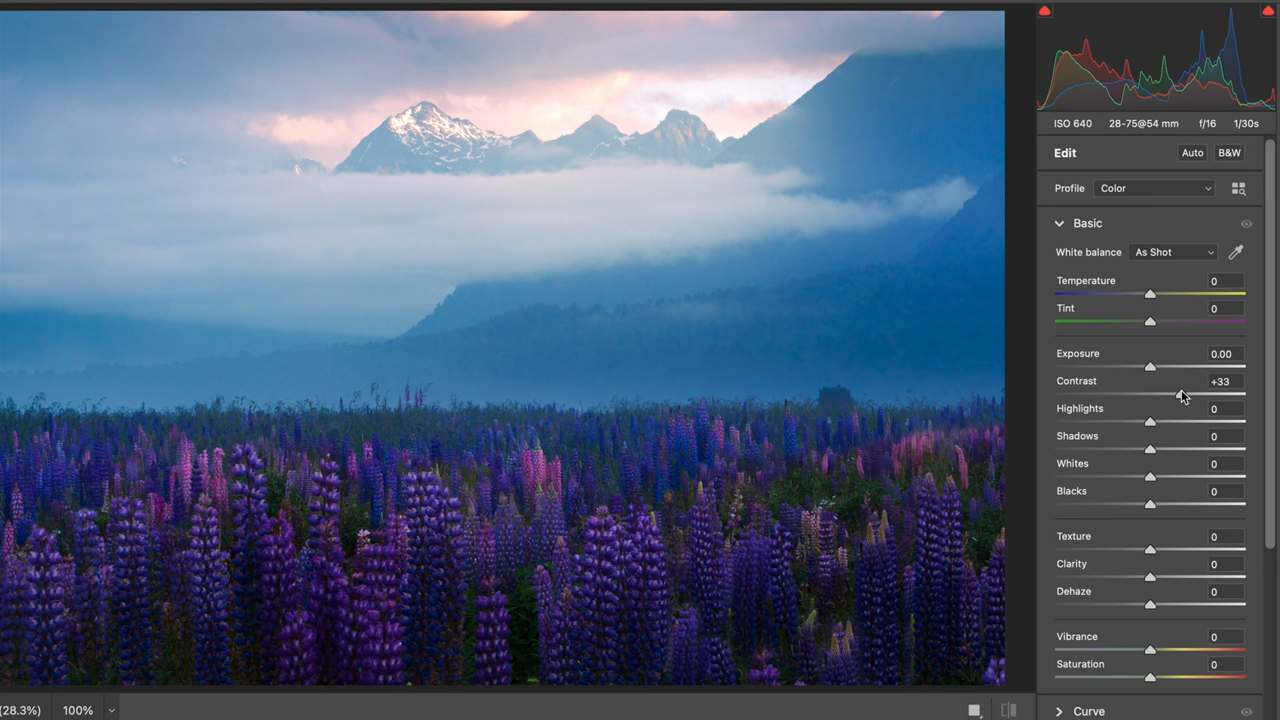 ISO 640 28-75@54 mm f/16 1/30s
Edit Auto B&W
Profile Color
Basic
White balance As Shot
Temperature 0
Tint 0
Exposure 0.00
Contrast +33
Highlights 0
Shadows 0
Whites 0
Blacks 0
Texture 0
Clarity 0
Dehaze 0
Vibrance 0
Saturation 0
(28.3%) 100%
Curve